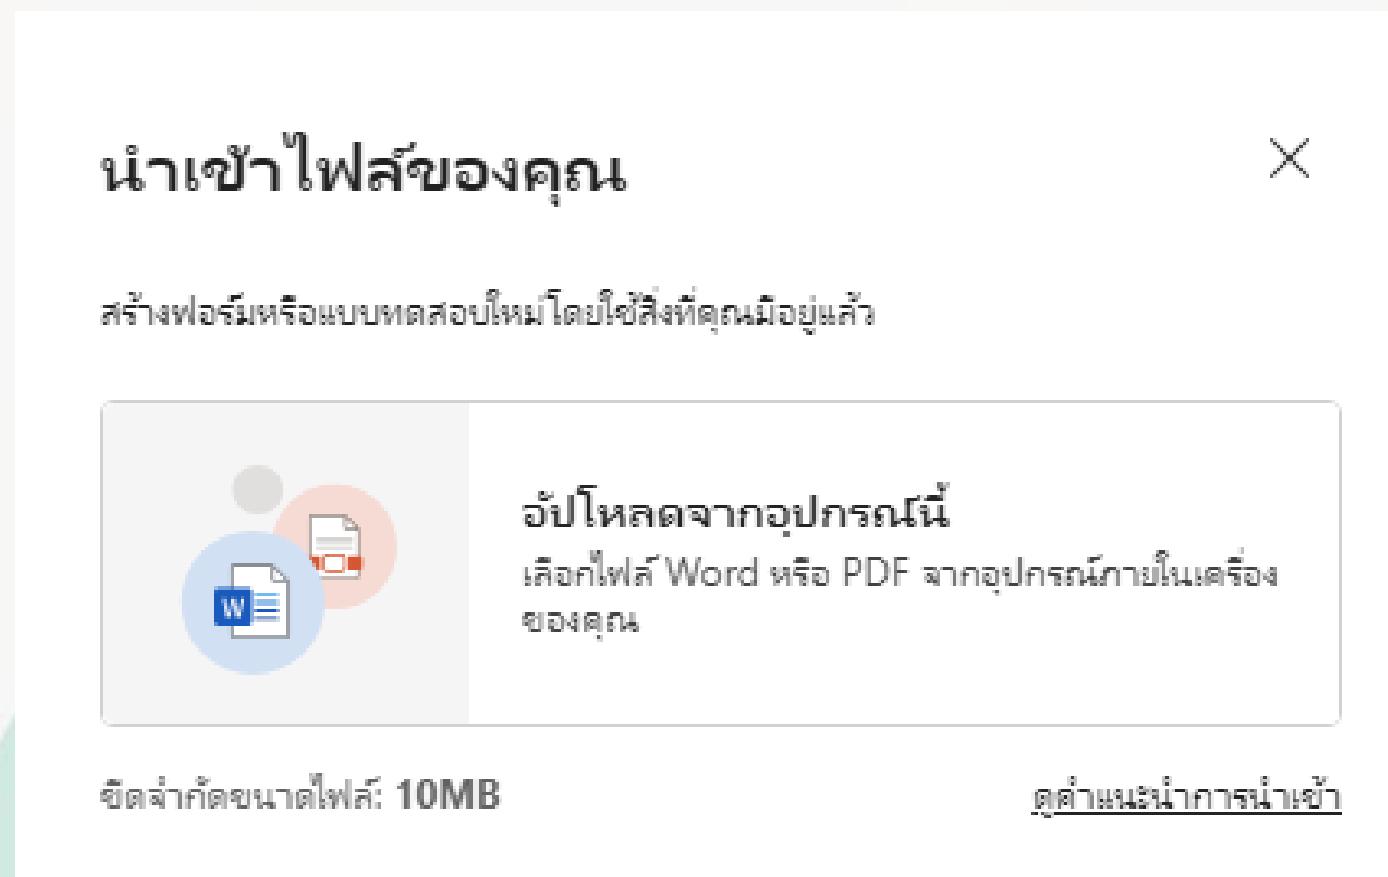 นำเข้าไฟล์ของคุณ
สร้างฟอร์มหรือแบบทดสอบใหม่โดยใช้สิ่งที่คุณมีอยู่แล้ว
อัปโหลดจากอุปกรณ์นี้
เลือกไฟล์ Word หรือ PDF จากอุปกรณ์ภายในเครื่อง
ของคุณ
W
ขีดจำกัดขนาดไฟล์: 10MB
ดูคำแนะนำการนำเข้า